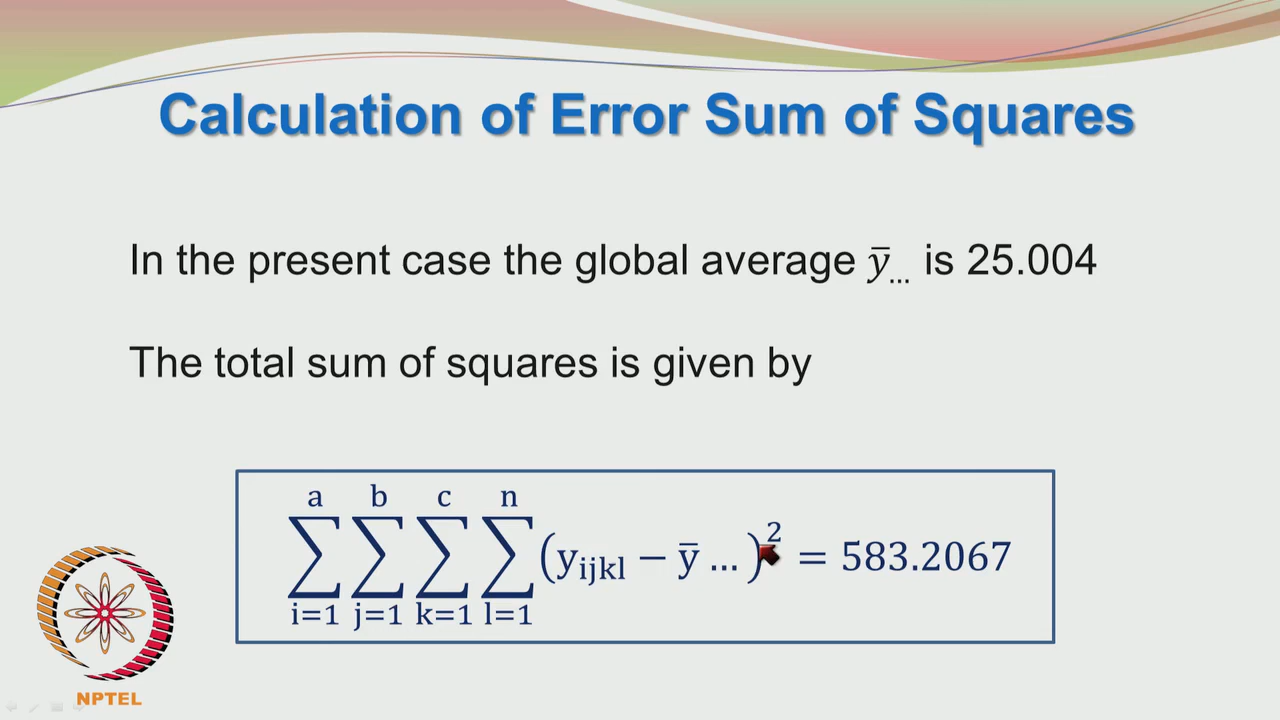 Calculation of Error Sum of Squares
In the present case the global average ȳ... is 25.004
The total sum of squares is given by
a b c n
∑ ∑ ∑ ∑ (yijkl − ȳ ...)² = 583.2067
i=1 j=1 k=1 l=1
NPTEL